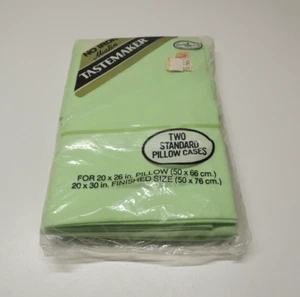 NO-IRON
Muslin
TASTEMAKER
TWO
STANDARD
PILLOW CASES
FOR 20 x 26 in. PILLOW (50 x 66 cm.)
20 x 30 in. FINISHED SIZE (50 x 76 cm.)